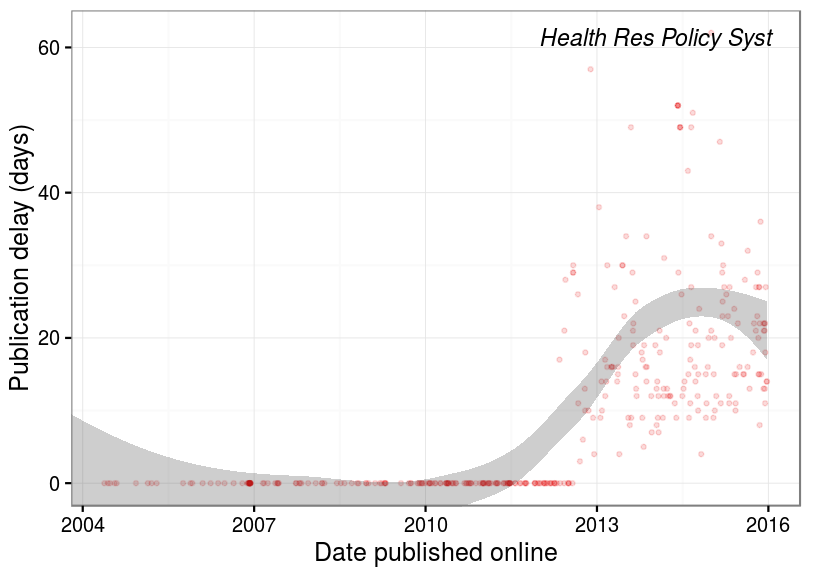 Health Res Policy Syst
60
40
20
0
Publication delay (days)
2004 2007 2010 2013 2016
Date published online